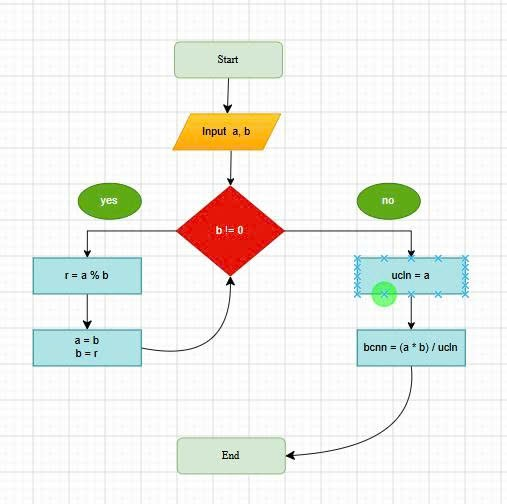 Start
Input a, b
yes
no
b != 0
r = a % b
ucln = a
a = b
b = r
bcnn = (a * b) / ucln
End